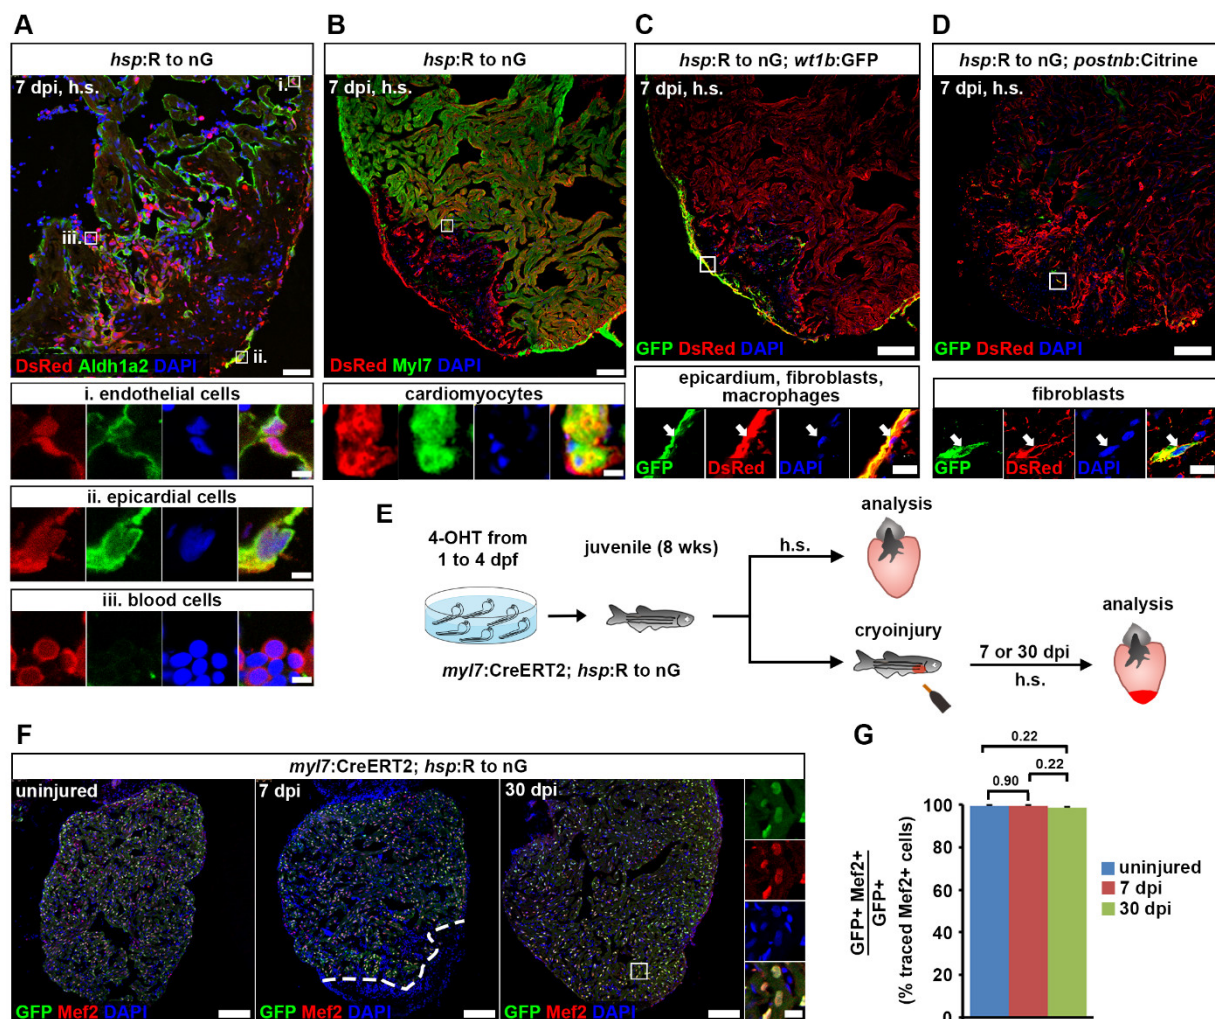 A
hsp:R to nG
7 dpi, h.s.
i.
iii.
ii.
DsRed Aldh1a2 DAPI
i. endothelial cells
ii. epicardial cells
iii. blood cells
B
hsp:R to nG
7 dpi, h.s.
DsRed Myl7 DAPI
cardiomyocytes
C
hsp:R to nG; wt1b:GFP
7 dpi, h.s.
GFP DsRed DAPI
epicardium, fibroblasts,
macrophages
GFP DsRed DAPI
D
hsp:R to nG; postnb:Citrine
7 dpi, h.s.
GFP DsRed DAPI
fibroblasts
GFP DsRed DAPI
E
4-OHT from
1 to 4 dpf
myl7:CreERT2; hsp:R to nG
juvenile (8 wks)
h.s.
analysis
cryoinjury
7 or 30 dpi
h.s.
analysis
F
myl7:CreERT2; hsp:R to nG
uninjured
7 dpi
30 dpi
GFP Mef2 DAPI
GFP Mef2 DAPI
GFP Mef2 DAPI
G
0.22
0.22
0.90
GFP+ Mef2+
GFP+
(% traced Mef2+ cells)
100
80
60
40
20
0
uninjured
7 dpi
30 dpi